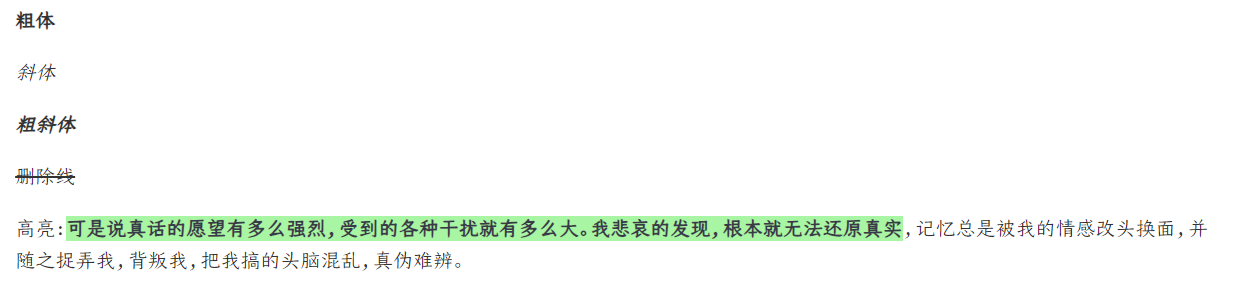 粗体
斜体
粗斜体
删除线
高亮:可是说真话的愿望有多么强烈,受到的各种干扰就有多么大。我悲哀的发现,根本就无法还原真实,记忆总是被我的情感改头换面,并
随之捉弄我,背叛我,把我搞的头脑混乱,真伪难辨。